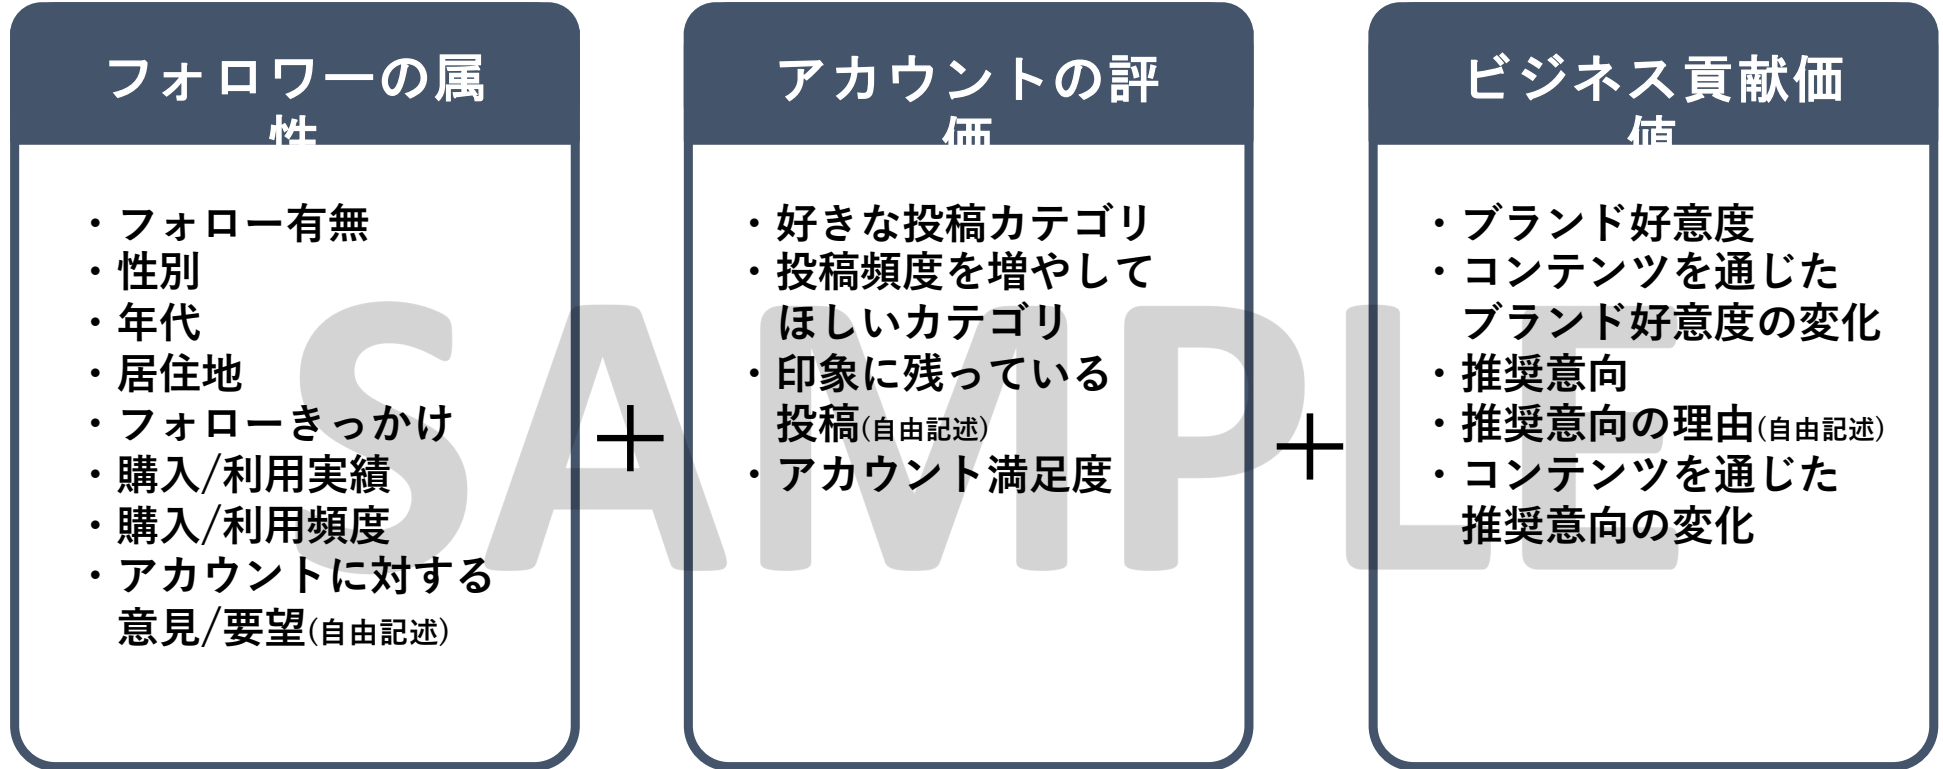 フォロワーの属
性
・フォロー有無
・性別
・年代
・居住地
・フォローきっかけ
・購入/利用実績
・購入/利用頻度
・アカウントに対する
意見/要望(自由記述)
+
アカウントの評
価
・好きな投稿カテゴリ
・投稿頻度を増やして
ほしいカテゴリ
・印象に残っている
投稿(自由記述)
・アカウント満足度
+
ビジネス貢献価
値
・ブランド好意度
・コンテンツを通じた
ブランド好意度の変化
・推奨意向
・推奨意向の理由(自由記述)
・コンテンツを通じた
推奨意向の変化
SAMPLE